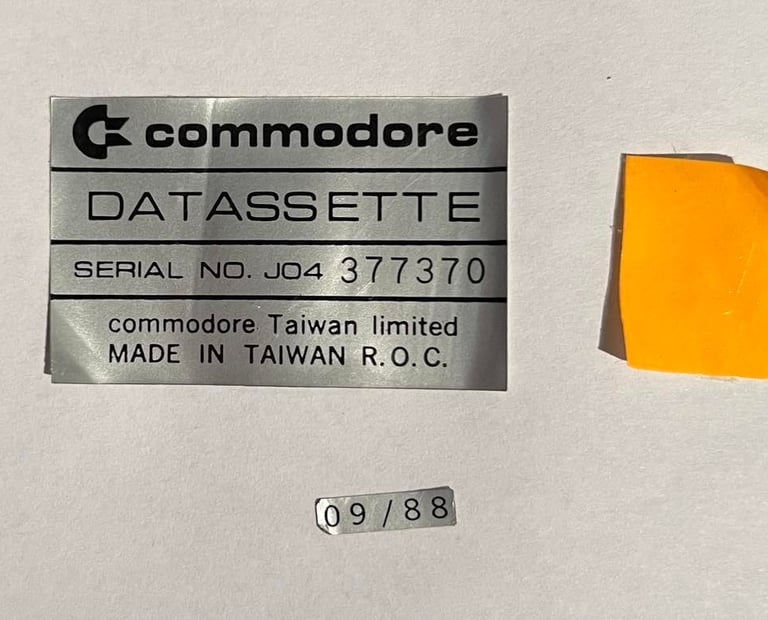 commodore
DATASSETTE
SERIAL NO. J04 377370
commodore Taiwan limited
MADE IN TAIWAN R.O.C.
09/88